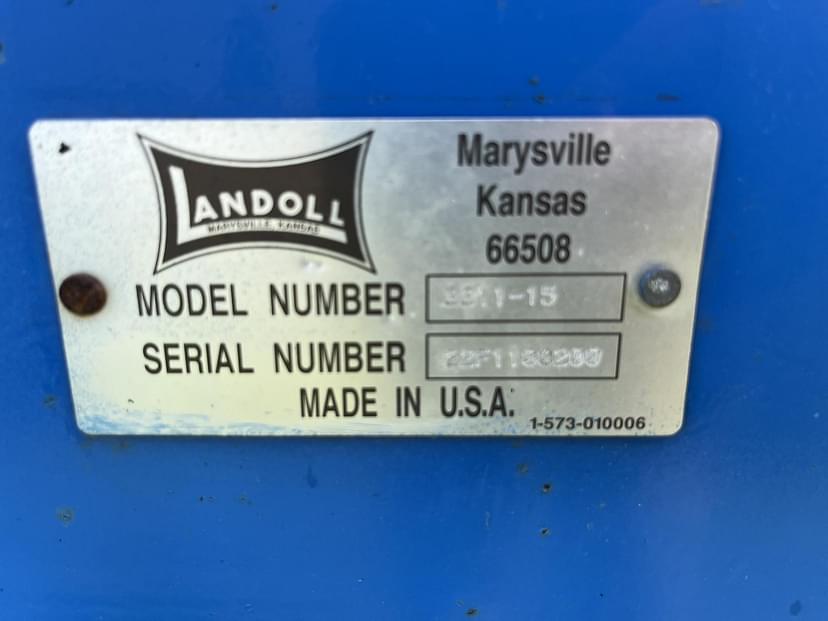 LANDOLL
MARYSVILLE, KANSAS
Marysville
Kansas
66508
MODEL NUMBER
SERIAL NUMBER
MADE IN U.S.A.
1-573-010006